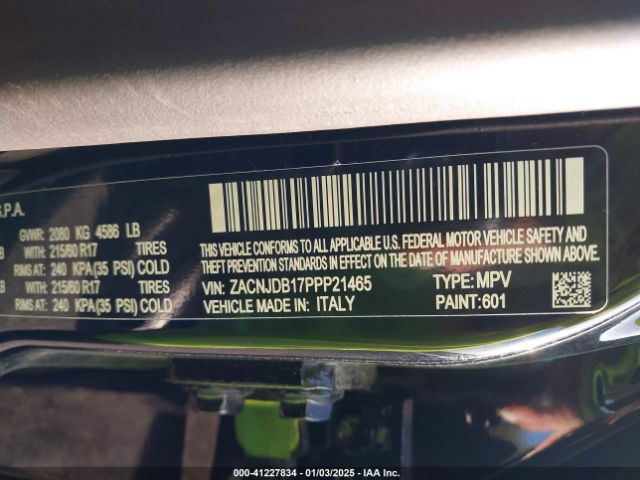 S.P.A.
GVWR: 2080 KG 4586 LB
B WITH: 215/60 R17 TIRES
RIMS AT: 240 KPA(35 PSI) COLD
B WITH: 215/60 R17 TIRES
RIMS AT: 240 KPA(35 PSI) COLD
THIS VEHICLE CONFORMS TO ALL APPLICABLE U.S. FEDERAL MOTOR VEHICLE SAFETY AND
THEFT PREVENTION STANDARDS IN EFFECT ON THE DATE OF MANUFACTURE SHOWN ABOVE.
VIN: ZACNJDB17PPP21465 TYPE: MPV
VEHICLE MADE IN: ITALY PAINT: 601
000-41227834 - 01/03/2025 - IAA Inc.